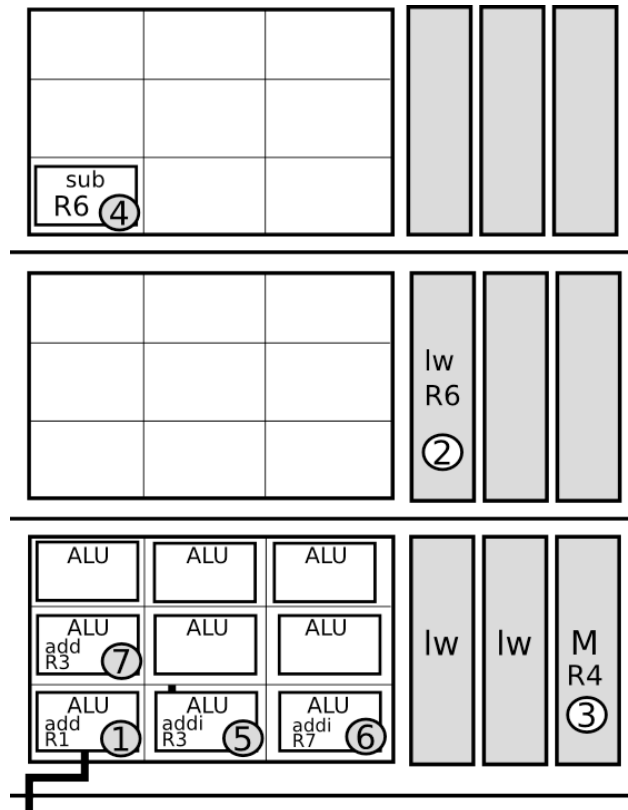 sub
R6 4
lw
R6
2
ALU ALU ALU
ALU ALU ALU
add
R3 7
lw lw M
R4
3
ALU ALU ALU
add addi addi
R1 1 R3 5 R7 6